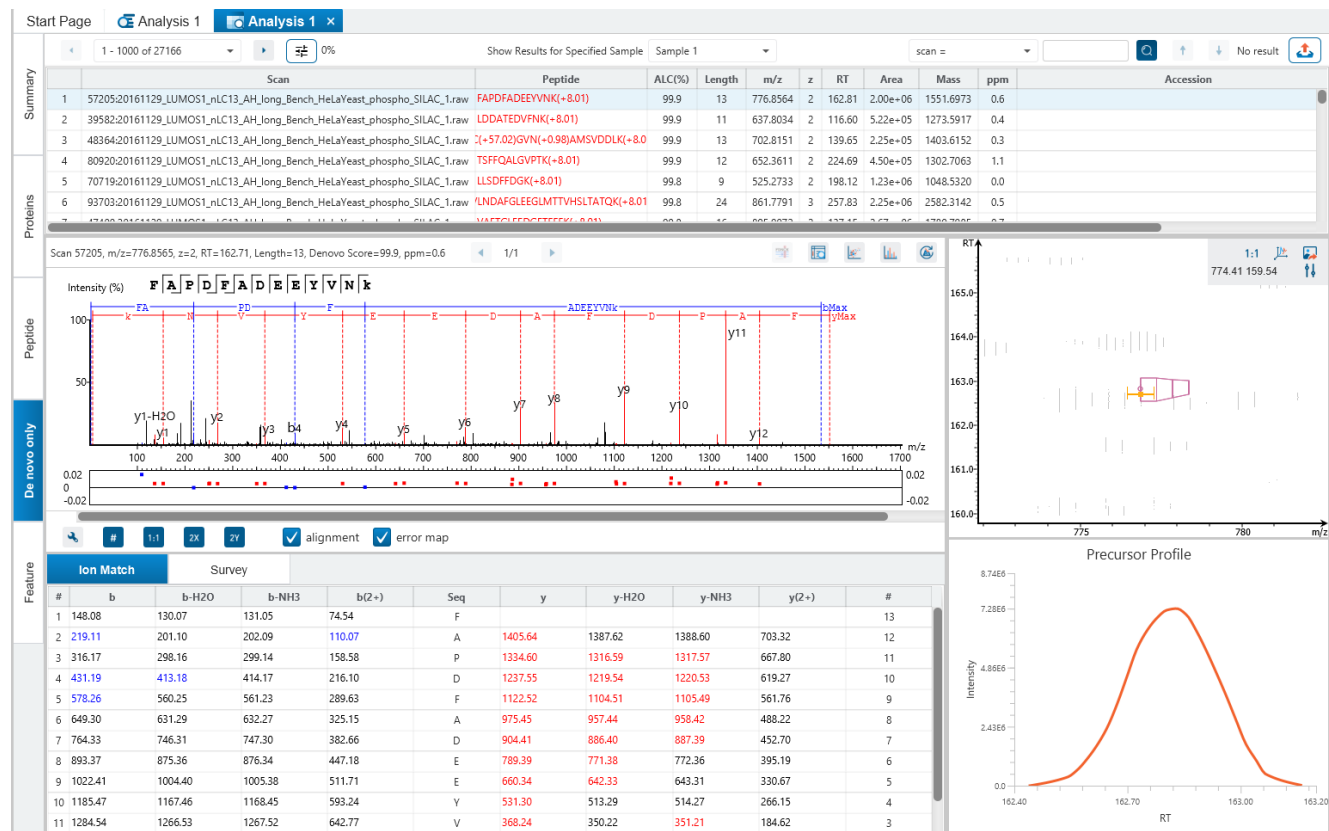 Start Page Analysis 1 Analysis 1 ×
Summary
Proteins
Peptide
De novo only
Feature
1 - 1000 of 27166 0% Show Results for Specified Sample Sample 1 scan = No result
Scan Peptide ALC(%) Length m/z z RT Area Mass ppm Accession
1 57205:20161129_LUMOS1_nLC13_AH_long_Bench_HeLaYeast_phospho_SILAC_1.raw FAPDFADEEYVNK(+8.01) 99.9 13 776.8564 2 162.81 2.00e+06 1551.6973 0.6
2 39582:20161129_LUMOS1_nLC13_AH_long_Bench_HeLaYeast_phospho_SILAC_1.raw LDDATEDVFNK(+8.01) 99.9 11 637.8034 2 116.60 5.22e+05 1273.5917 0.4
3 48364:20161129_LUMOS1_nLC13_AH_long_Bench_HeLaYeast_phospho_SILAC_1.raw C(+57.02)GVN(+0.98)AMSVDDLK(+8.0 99.9 13 702.8151 2 139.65 2.25e+06 1403.6152 0.3
4 80920:20161129_LUMOS1_nLC13_AH_long_Bench_HeLaYeast_phospho_SILAC_1.raw TSFFQALGVPTK(+8.01) 99.9 12 652.3611 2 224.69 4.50e+05 1302.7063 1.1
5 70719:20161129_LUMOS1_nLC13_AH_long_Bench_HeLaYeast_phospho_SILAC_1.raw LLSDFFDGK(+8.01) 99.8 9 525.2733 2 198.12 1.23e+06 1048.5320 0.0
6 93703:20161129_LUMOS1_nLC13_AH_long_Bench_HeLaYeast_phospho_SILAC_1.raw LNDAFGLEEGLMTTVHSLTATQK(+8.01 99.8 24 861.7791 3 257.83 2.25e+06 2582.3142 0.5
Scan 57205, m/z=776.8565, z=2, RT=162.71, Length=13, Denovo Score=99.9, ppm=0.6 1/1
Intensity (%) F A P D F A D E E Y V N k
FA PD F ADEEYVNk bMax
k N V Y E E D A F D P A F yMax
100
50
y1-H2O y1 y2 y3 b4 y4 y5 y6 y7 y8 y9 y10 y11 y12
100 200 300 400 500 600 700 800 900 1000 1100 1200 1300 1400 1500 1600 1700 m/z
0.02 0.02
0
-0.02 -0.02
# 1:1 2X 2Y alignment error map
RT
1:1
774.41 159.54
165.0
164.0
163.0
162.0
161.0
160.0
775 780 m/z
Ion Match Survey
# b b-H2O b-NH3 b(2+) Seq y y-H2O y-NH3 y(2+) #
1 148.08 130.07 131.05 74.54 F 13
2 219.11 201.10 202.09 110.07 A 1405.64 1387.62 1388.60 703.32 12
3 316.17 298.16 299.14 158.58 P 1334.60 1316.59 1317.57 667.80 11
4 431.19 413.18 414.17 216.10 D 1237.55 1219.54 1220.53 619.27 10
5 578.26 560.25 561.23 289.63 F 1122.52 1104.51 1105.49 561.76 9
6 649.30 631.29 632.27 325.15 A 975.45 957.44 958.42 488.22 8
7 764.33 746.31 747.30 382.66 D 904.41 886.40 887.39 452.70 7
8 893.37 875.36 876.34 447.18 E 789.39 771.38 772.36 395.19 6
9 1022.41 1004.40 1005.38 511.71 E 660.34 642.33 643.31 330.67 5
10 1185.47 1167.46 1168.45 593.24 Y 531.30 513.29 514.27 266.15 4
11 1284.54 1266.53 1267.52 642.77 V 368.24 350.22 351.21 184.62 3
Precursor Profile
8.74E6
7.28E6
4.86E6
2.43E6
0.0
Intensity
162.40 162.70 163.00 163.20
RT